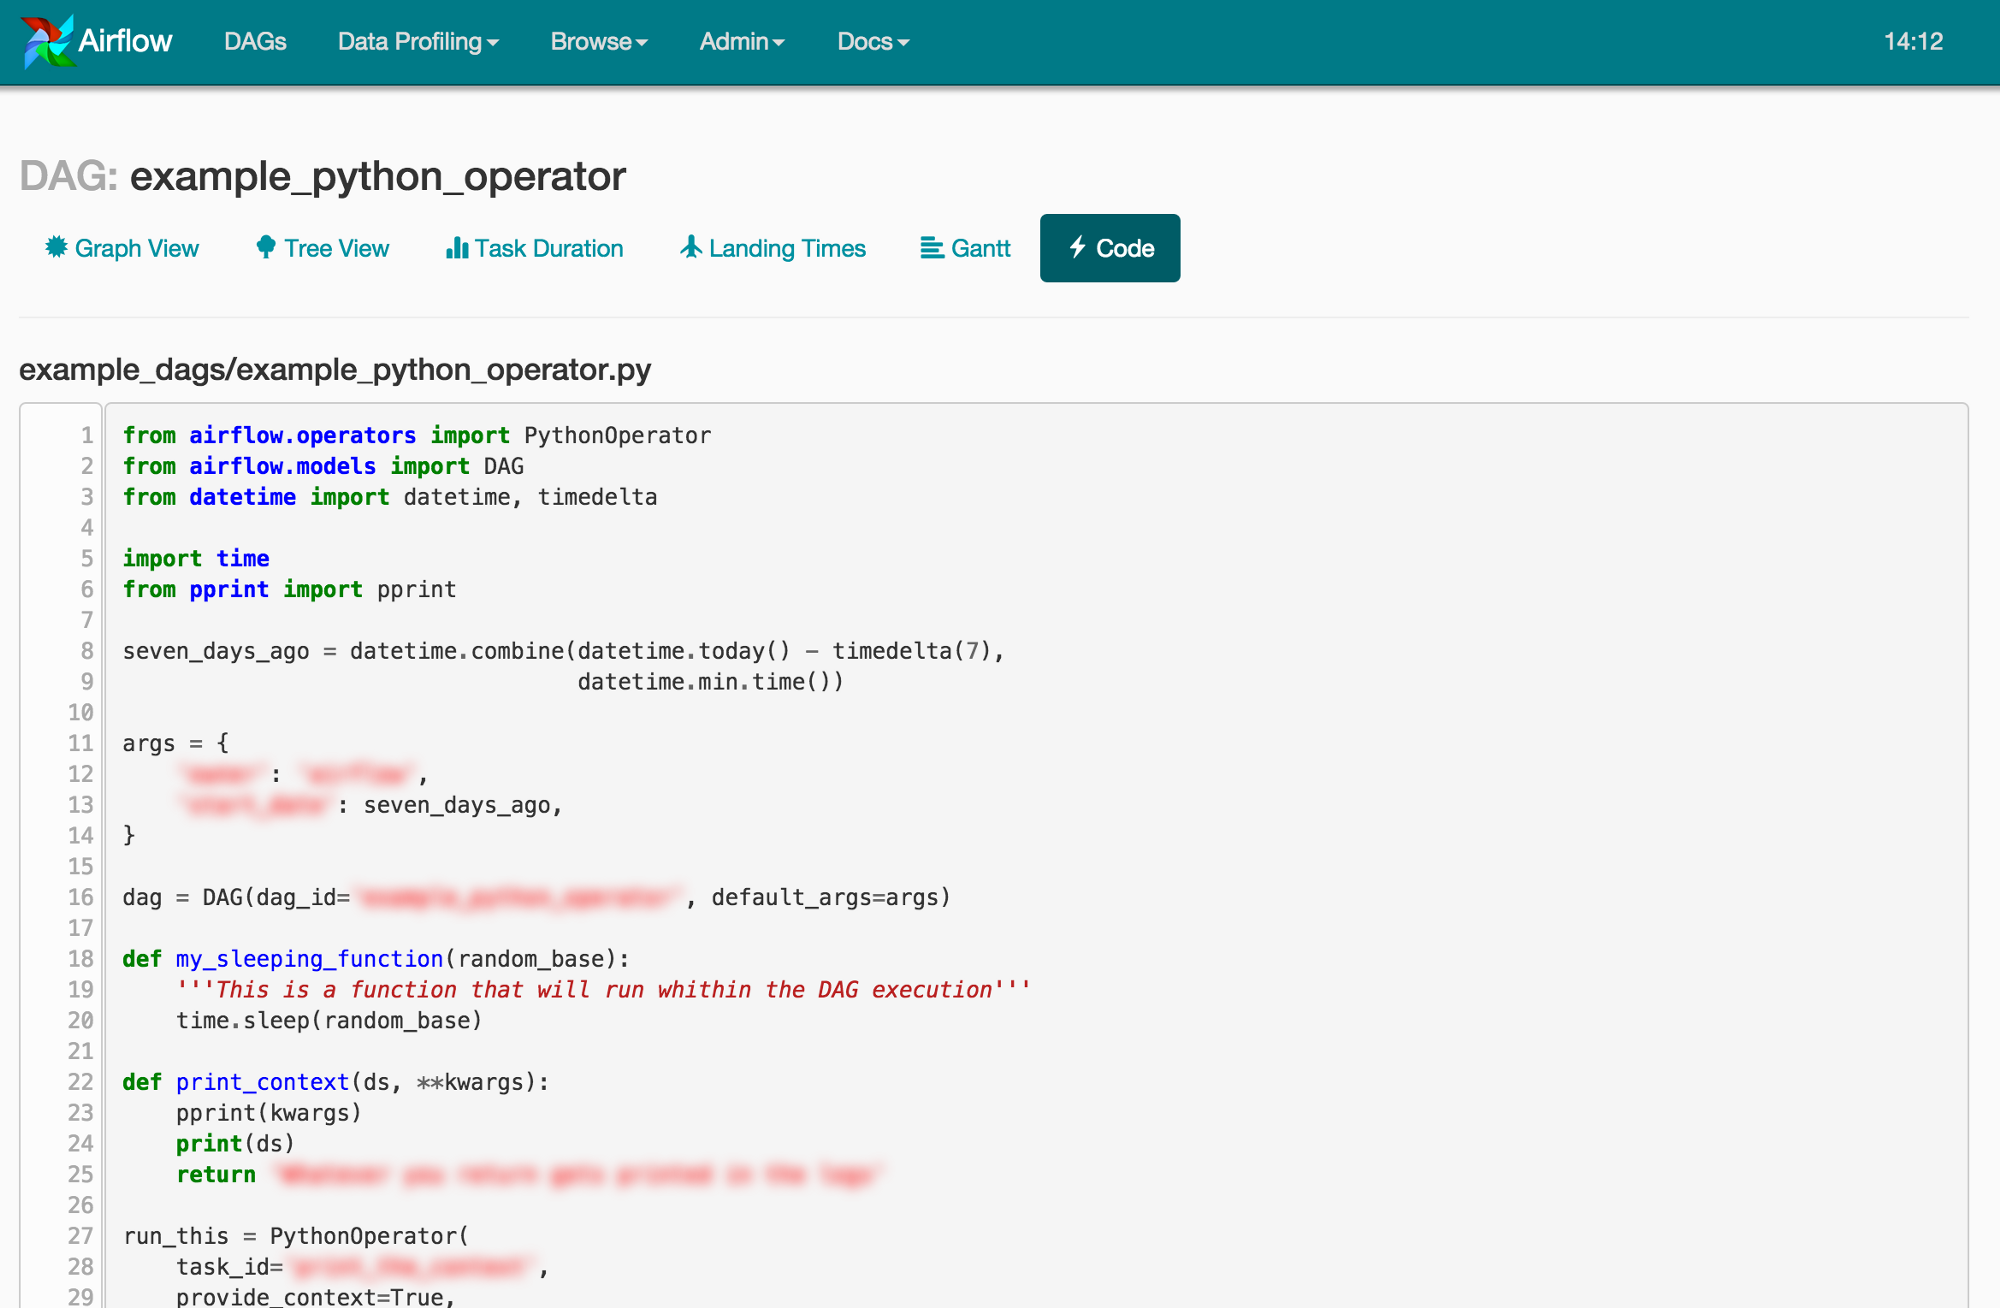 Airflow DAGs Data Profiling Browse Admin Docs 14:12
DAG: example_python_operator
Graph View Tree View Task Duration Landing Times Gantt Code
example_dags/example_python_operator.py
1 from airflow.operators import PythonOperator
2 from airflow.models import DAG
3 from datetime import datetime, timedelta
4
5 import time
6 from pprint import pprint
7
8 seven_days_ago = datetime.combine(datetime.today() - timedelta(7),
9 datetime.min.time())
10
11 args = {
12 : ,
13 : seven_days_ago,
14 }
15
16 dag = DAG(dag_id= , default_args=args)
17
18 def my_sleeping_function(random_base):
19 '''This is a function that will run whithin the DAG execution'''
20 time.sleep(random_base)
21
22 def print_context(ds, **kwargs):
23 pprint(kwargs)
24 print(ds)
25 return
26
27 run_this = PythonOperator(
28 task_id= ,
29 provide_context=True,